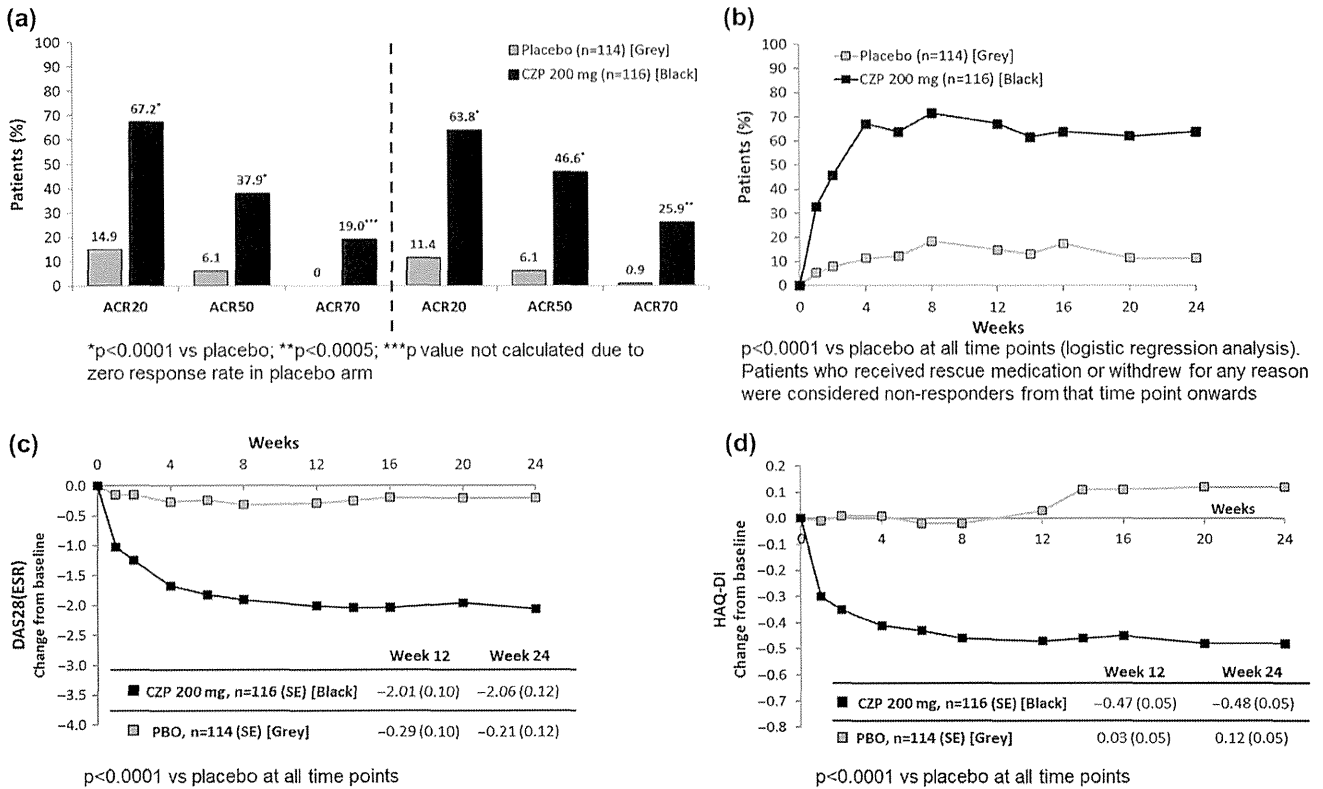 (a)
100
90
80
70
60
50
40
30
20
10
0
Patients (%)
Placebo (n=114) [Grey]
CZP 200 mg (n=116) [Black]
67.2*
14.9
37.9*
6.1
19.0***
0
63.8*
11.4
46.6*
6.1
25.9**
0.9
ACR20 ACR50 ACR70 ACR20 ACR50 ACR70
*p<0.0001 vs placebo; **p<0.0005; ***p value not calculated due to
zero response rate in placebo arm
(b)
100
90
80
70
60
50
40
30
20
10
0
Patients (%)
Placebo (n=114) [Grey]
CZP 200 mg (n=116) [Black]
0 4 8 12 16 20 24
Weeks
p<0.0001 vs placebo at all time points (logistic regression analysis).
Patients who received rescue medication or withdrew for any reason
were considered non-responders from that time point onwards
(c)
Weeks
0 4 8 12 16 20 24
0.0
−0.5
−1.0
−1.5
−2.0
−2.5
−3.0
−3.5
−4.0
DAS28(ESR)
Change from baseline
Week 12 Week 24
CZP 200 mg, n=116 (SE) [Black] −2.01 (0.10) −2.06 (0.12)
PBO, n=114 (SE) [Grey] −0.29 (0.10) −0.21 (0.12)
p<0.0001 vs placebo at all time points
(d)
0.2
0.1
0.0
−0.1
−0.2
−0.3
−0.4
−0.5
−0.6
−0.7
−0.8
HAQ-DI
Change from baseline
Weeks
0 4 8 12 16 20 24
Week 12 Week 24
CZP 200 mg, n=116 (SE) [Black] −0.47 (0.05) −0.48 (0.05)
PBO, n=114 (SE) [Grey] 0.03 (0.05) 0.12 (0.05)
p<0.0001 vs placebo at all time points